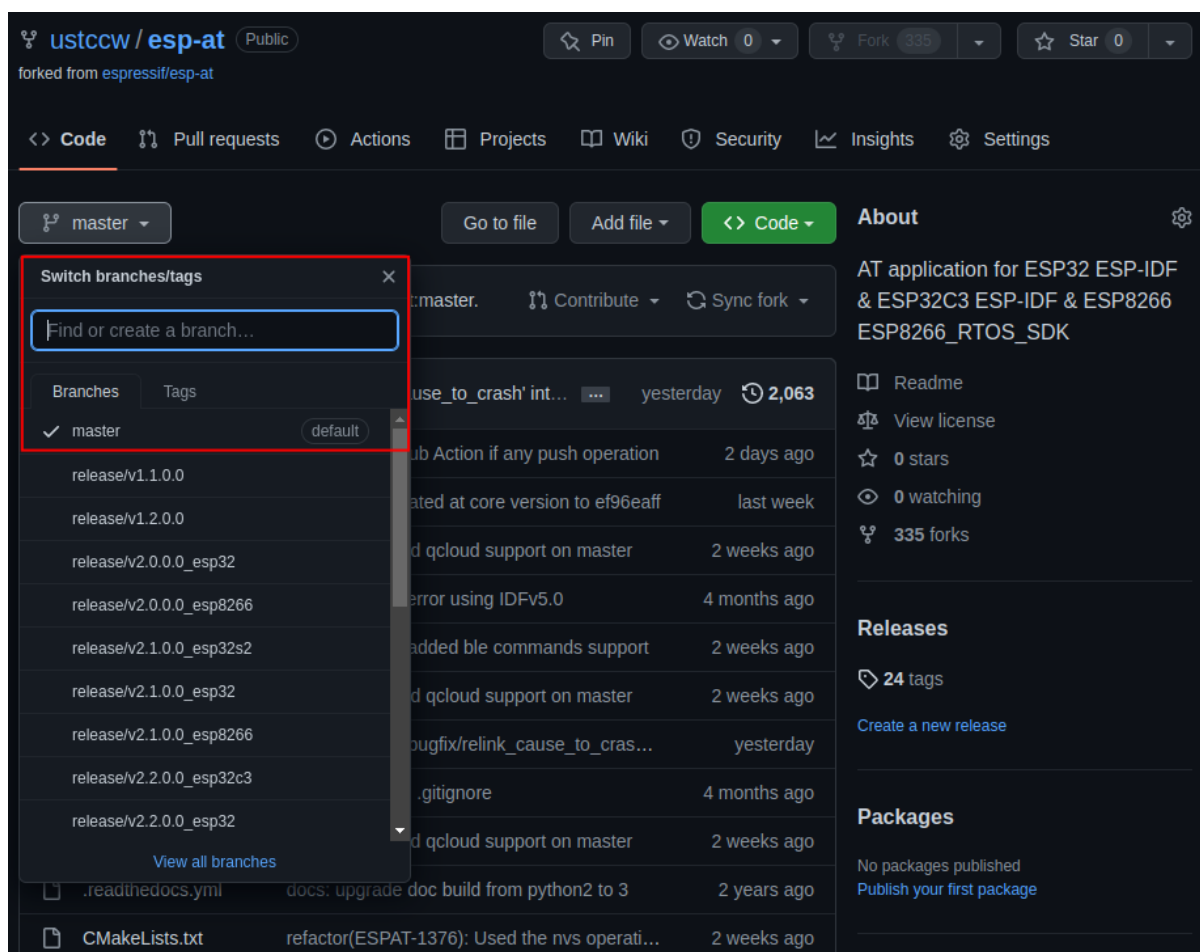 ustccw / esp-at Public Pin Watch 0 Fork 335 Star 0
forked from espressif/esp-at
Code Pull requests Actions Projects Wiki Security Insights Settings
master Go to file Add file Code
Switch branches/tags
Find or create a branch…
Branches Tags
master default
release/v1.1.0.0
release/v1.2.0.0
release/v2.0.0.0_esp32
release/v2.0.0.0_esp8266
release/v2.1.0.0_esp32s2
release/v2.1.0.0_esp32
release/v2.1.0.0_esp8266
release/v2.2.0.0_esp32c3
release/v2.2.0.0_esp32
View all branches
:master. Contribute Sync fork
use_to_crash' int… ... yesterday 2,063
ub Action if any push operation 2 days ago
ated at core version to ef96eaff last week
d qcloud support on master 2 weeks ago
error using IDFv5.0 4 months ago
added ble commands support 2 weeks ago
d qcloud support on master 2 weeks ago
bugfix/relink_cause_to_cras… yesterday
.gitignore 4 months ago
d qcloud support on master 2 weeks ago
.readthedocs.yml docs: upgrade doc build from python2 to 3 2 years ago
CMakeLists.txt refactor(ESPAT-1376): Used the nvs operati… 2 weeks ago
About
AT application for ESP32 ESP-IDF
& ESP32C3 ESP-IDF & ESP8266
ESP8266_RTOS_SDK
Readme
View license
0 stars
0 watching
335 forks
Releases
24 tags
Create a new release
Packages
No packages published
Publish your first package